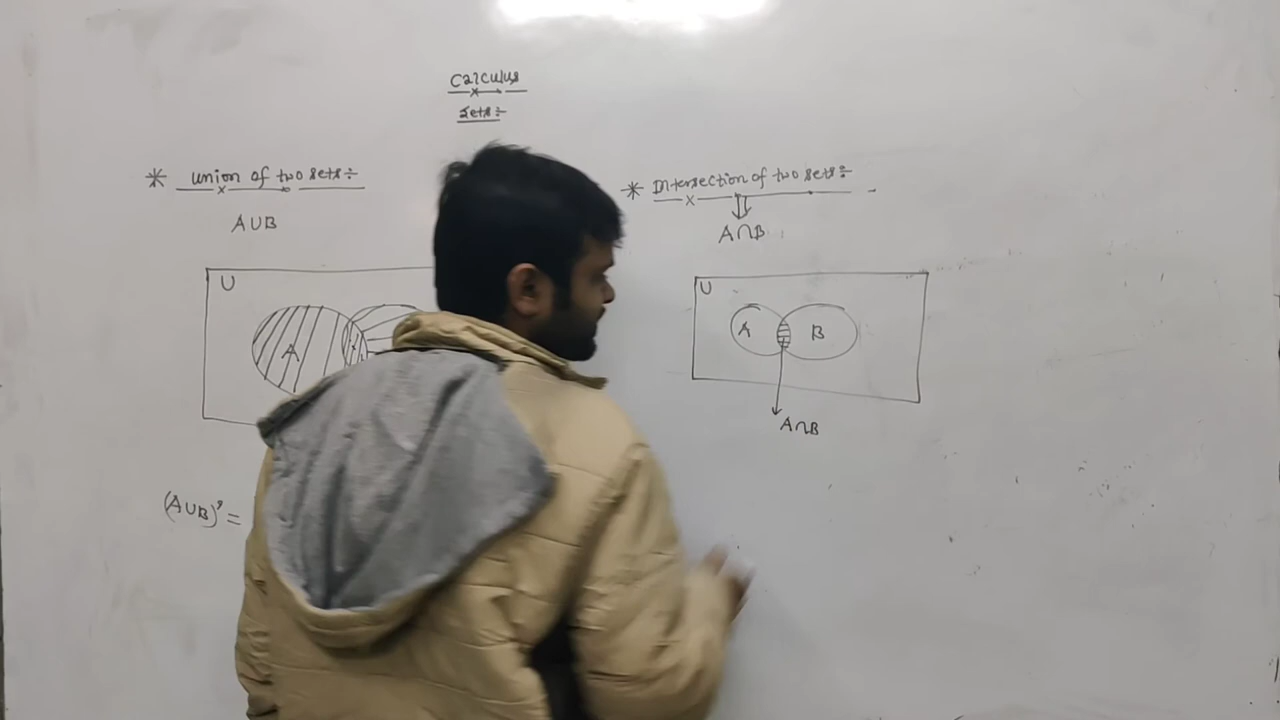 Calculus
Sets÷
* Union of two sets÷
A∪B
U
A
(A∪B)' =
* Intersection of two sets÷
⇓
A∩B
U
A B
A∩B